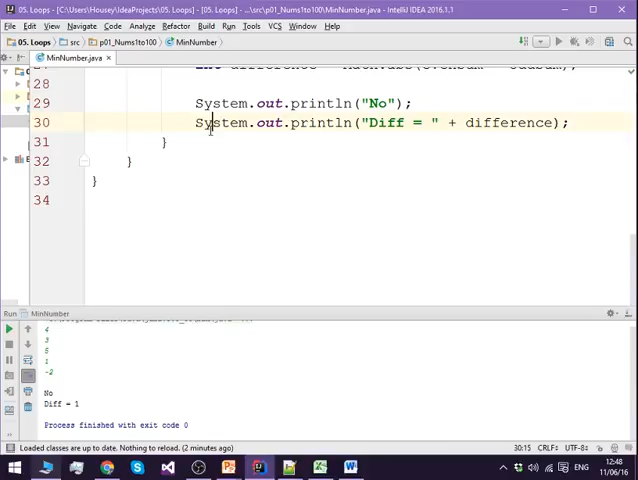 05. Loops - [C:\Users\Housey\IdeaProjects\05. Loops] - [05. Loops] - ...\src\p01_Nums1to100\MinNumber.java - IntelliJ IDEA 2016.1.1
File Edit View Navigate Code Analyze Refactor Build Run Tools VCS Window Help
05. Loops src p01_Nums1to100 MinNumber
MinNumber.java
28
29 System.out.println("No");
30 System.out.println("Diff = " + difference);
31 }
32 }
33 }
34
Run MinNumber
4
3
5
1
-2
No
Diff = 1
Process finished with exit code 0
Loaded classes are up to date. Nothing to reload. (2 minutes ago) 30:15 CRLF: UTF-8:
ENG 12:48
11/06/16